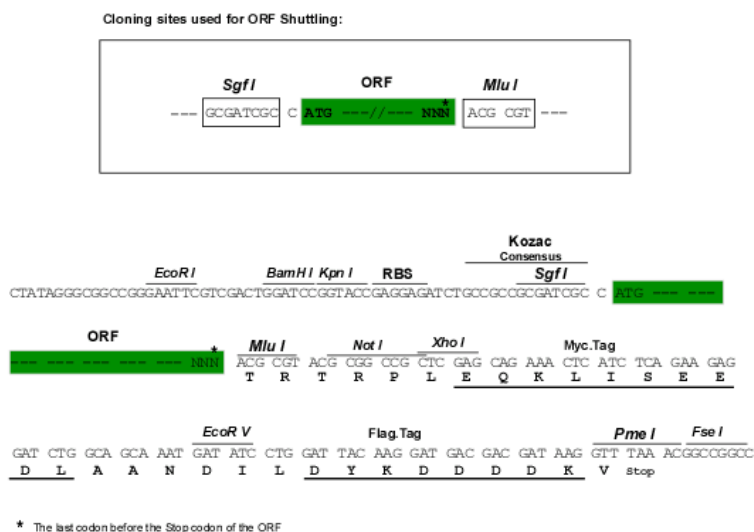 Cloning sites used for ORF Shuttling:
Sgf I ORF Mlu I
--- GCGATCGC C ATG ---//--- NNN* ACG CGT ---
Kozac
Consensus
EcoR I BamH I Kpn I RBS Sgf I
CTATAGGGCGGCCGGGAATTCGTCGACTGGATCCGGTACCGAGGAGATCTGCCGCCGCGATCGC C ATG --- ---
ORF
Mlu I Not I Xho I Myc.Tag
--- --- --- --- --- --- NNN* ACG CGT ACG CGG CCG CTC GAG CAG AAA CTC ATC TCA GAA GAG
T R T R P L E Q K L I S E E
EcoR V Flag.Tag Pme I Fse I
GAT CTG GCA GCA AAT GAT ATC CTG GAT TAC AAG GAT GAC GAC GAT AAG GTT TAA ACGGCCGGCC
D L A A N D I L D Y K D D D D K V Stop
* The last codon before the Stop codon of the ORF